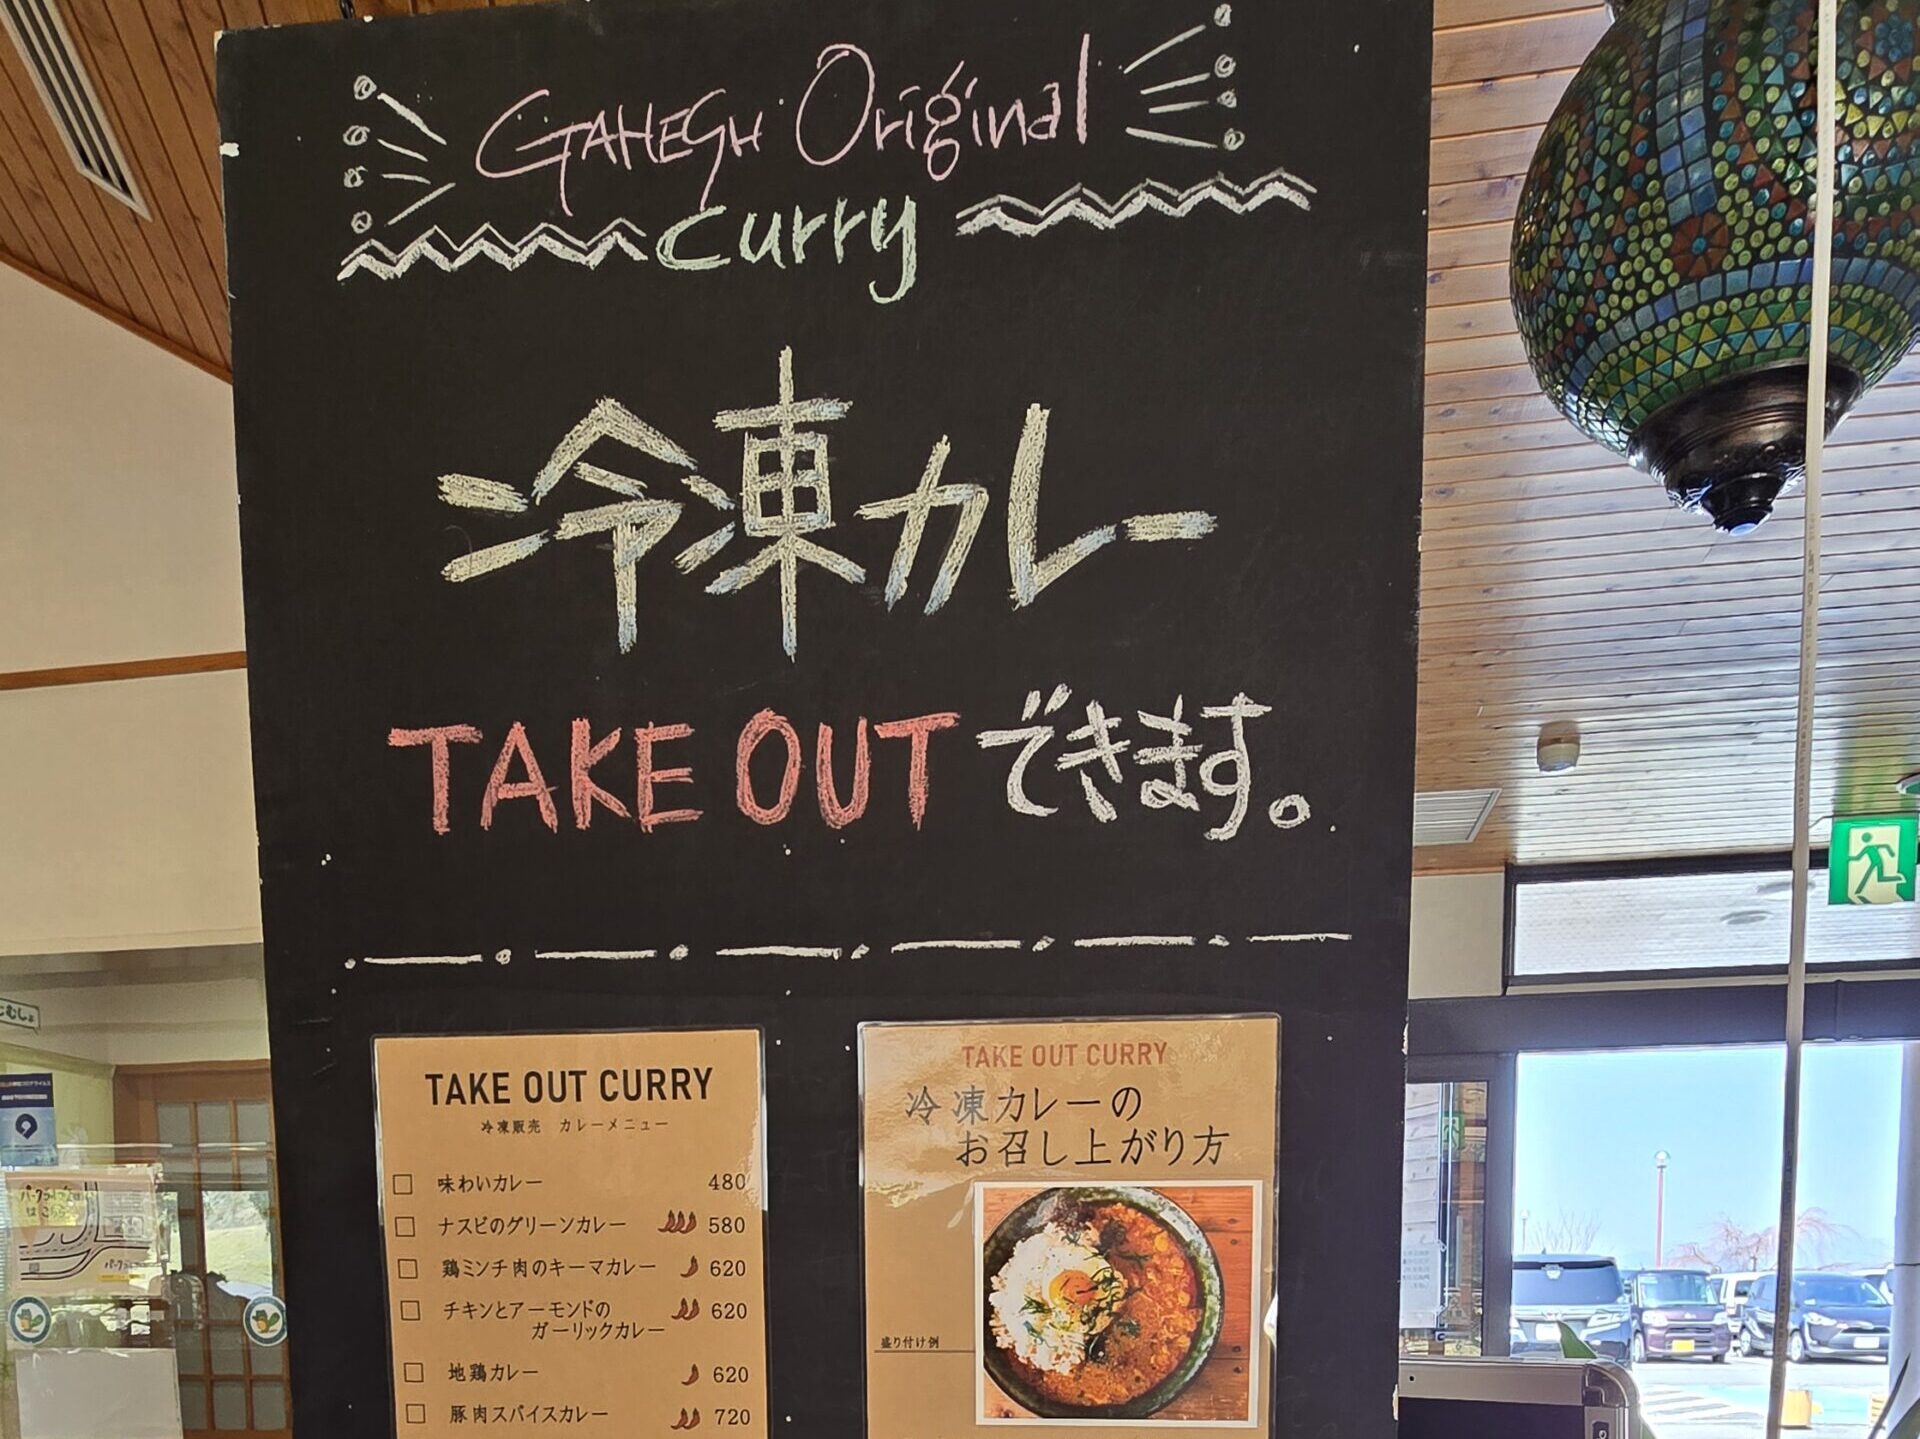 GAHEGH Original
curry
冷凍カレー
TAKE OUT できます。
TAKE OUT CURRY
冷凍販売 カレーメニュー
味わいカレー 480
ナスビのグリーンカレー 580
鶏ミンチ肉のキーマカレー 620
チキンとアーモンドの
ガーリックカレー 620
地鶏カレー 620
豚肉スパイスカレー 720
TAKE OUT CURRY
冷凍カレーの
お召し上がり方
盛り付け例